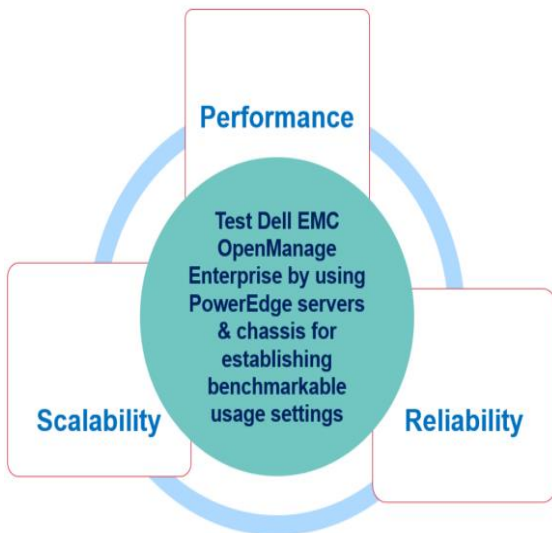 Performance
Test Dell EMC
OpenManage
Enterprise by using
PowerEdge servers
& chassis for
establishing
benchmarkable
usage settings
Scalability
Reliability